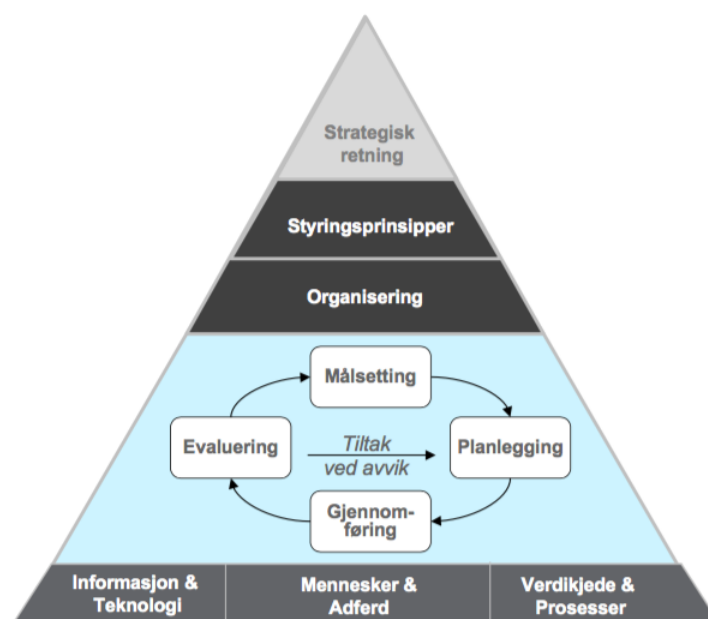 Strategisk
retning
Styringsprinsipper
Organisering
Målsetting
Evaluering
Tiltak
ved avvik
Planlegging
Gjennom-
føring
Informasjon &
Teknologi
Mennesker &
Adferd
Verdikjede &
Prosesser